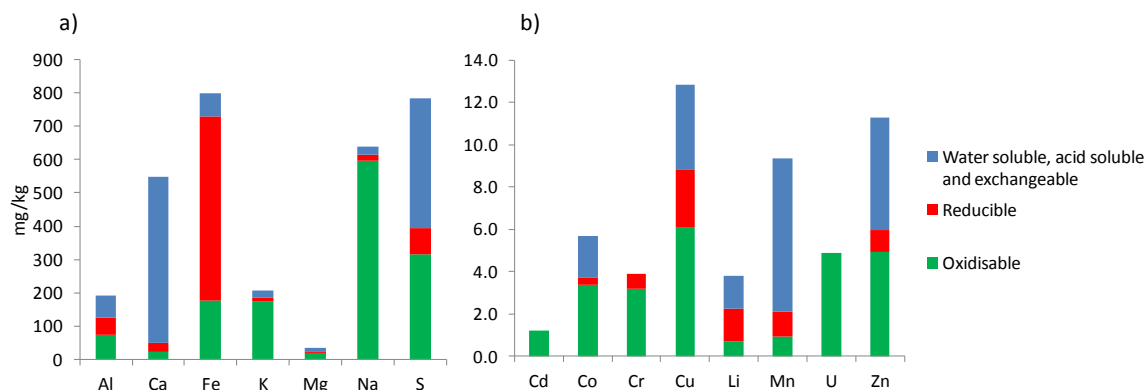 a)
b)
mg/kg
900
800
700
600
500
400
300
200
100
0
Al Ca Fe K Mg Na S
14.0
12.0
10.0
8.0
6.0
4.0
2.0
0.0
Cd Co Cr Cu Li Mn U Zn
Water soluble, acid soluble
and exchangeable
Reducible
Oxidisable